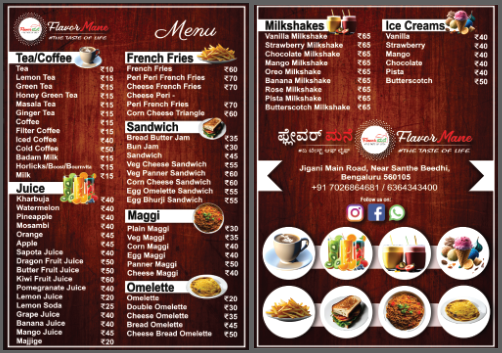 Flavor Mane
#THE TASTE OF LIFE
Menu
Tea/Coffee
Tea ₹10
Lemon Tea ₹15
Green Tea ₹15
Honey Green Tea ₹15
Masala Tea ₹15
Ginger Tea ₹15
Coffee
Filter Coffee ₹15
Iced Coffee ₹40
Cold Coffee ₹50
Badam Milk ₹15
Horlicks/Boost/Bournvita ₹15
Milk ₹15
Juice
Kharbuja ₹40
Watermelon ₹40
Pineapple ₹40
Mosambi ₹40
Orange ₹45
Apple ₹45
Sapota Juice ₹40
Dragon Fruit Juice ₹60
Butter Fruit Juice ₹50
Kiwi Fruit Juice ₹60
Pomegranate Juice ₹40
Lemon Juice ₹20
Lemon Soda ₹25
Grape Juice ₹40
Banana Juice ₹40
Mango Juice ₹45
Majjige ₹20
French Fries
French Fries ₹60
Peri Peri French Fries ₹70
Cheese French Fries ₹70
Cheese Peri -
Peri French Fries ₹70
Corn Cheese Triangle ₹60
Sandwich
Bread Butter Jam ₹35
Bun Jam ₹30
Sandwich ₹45
Veg Cheese Sandwich ₹55
Veg Panner Sandwich ₹60
Corn Cheese Sandwich ₹60
Egg Omelette Sandwich ₹55
Egg Bhurji Sandwich ₹55
Maggi
Plain Maggi ₹30
Veg Maggi ₹35
Corn Maggi ₹40
Egg Maggi ₹40
Panner Maggi ₹50
Cheese Maggi ₹40
Omelette
Omelette ₹20
Double Omelette ₹30
Cheese Omelette ₹30
Bread Omelette ₹45
Cheese Bread Omelette ₹50
Milkshakes
Vanilla Milkshake ₹65
Strawberry Milkshake ₹65
Chocolate Milkshake ₹65
Mango Milkshake ₹65
Oreo Milkshake ₹65
Banana Milkshake ₹65
Rose Milkshake ₹65
Pista Milkshake ₹65
Butterscotch Milkshake ₹65
Ice Creams
Vanilla ₹40
Strawberry ₹40
Mango ₹40
Chocolate ₹40
Pista ₹40
Butterscotch ₹50
ಫ್ಲೇವರ್ ಮನೆ
Flavor Mane
#THE TASTE OF LIFE
Jigani Main Road, Near Santhe Beedhi,
Bengaluru 560105
+91 7026864681 / 6364343400
Follow us on: